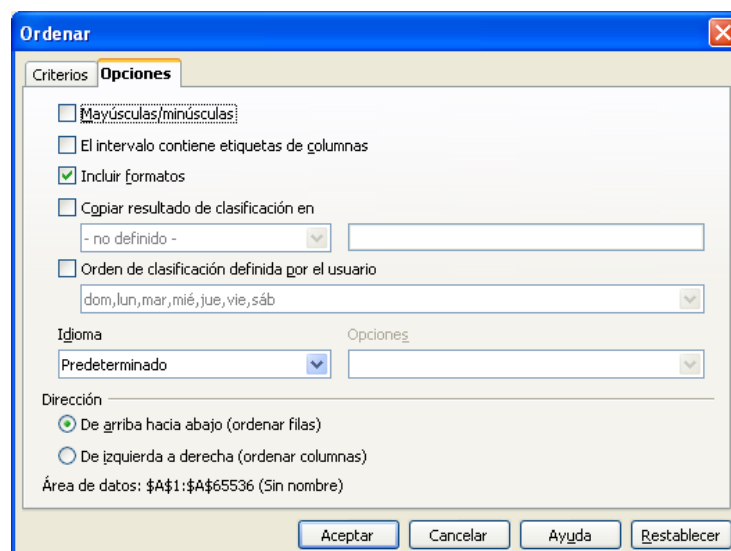 Ordenar
Criterios Opciones
Mayúsculas/minúsculas
El intervalo contiene etiquetas de columnas
Incluir formatos
Copiar resultado de clasificación en
- no definido -
Orden de clasificación definida por el usuario
dom,lun,mar,mié,jue,vie,sáb
Idioma Opciones
Predeterminado
Dirección
De arriba hacia abajo (ordenar filas)
De izquierda a derecha (ordenar columnas)
Área de datos: $A$1:$A$65536 (Sin nombre)
Aceptar Cancelar Ayuda Restablecer